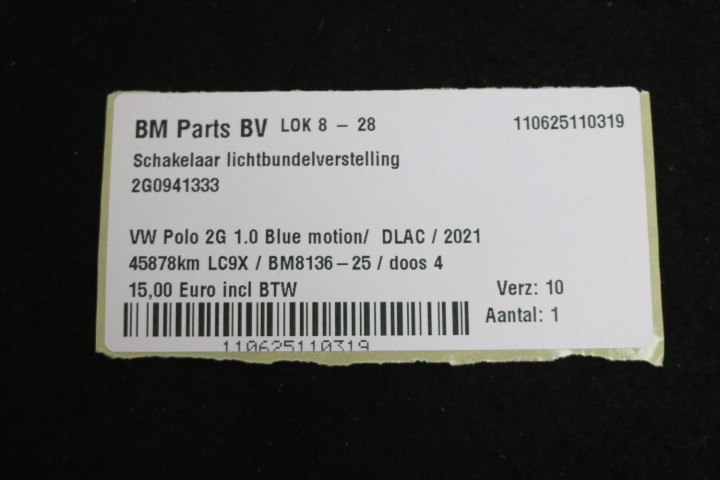 BM Parts BV LOK 8 - 28 110625110319
Schakelaar lichtbundelverstelling
2G0941333
VW Polo 2G 1.0 Blue motion/ DLAC / 2021
45878km LC9X / BM8136-25 / doos 4
15,00 Euro incl BTW Verz: 10
Aantal: 1
110625110319